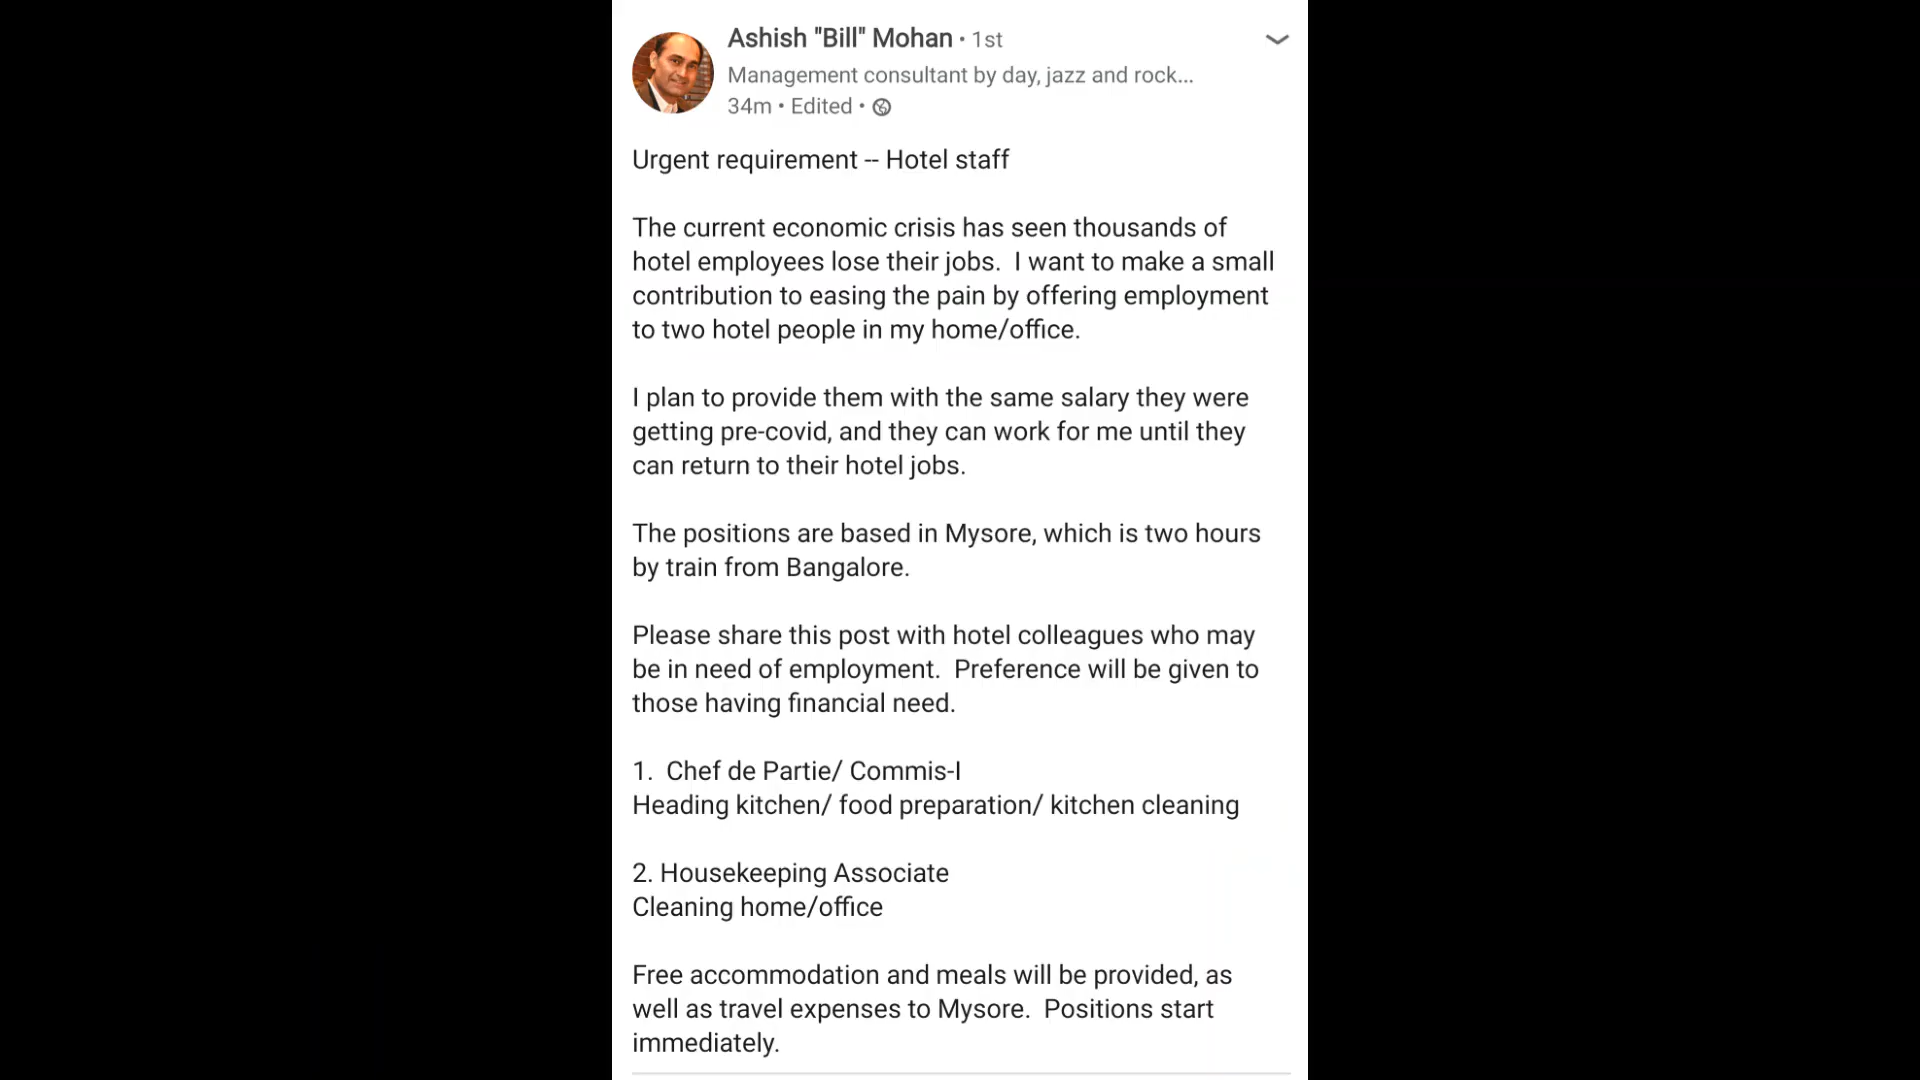 Ashish "Bill" Mohan • 1st
Management consultant by day, jazz and rock...
34m • Edited •
Urgent requirement -- Hotel staff
The current economic crisis has seen thousands of
hotel employees lose their jobs.  I want to make a small
contribution to easing the pain by offering employment
to two hotel people in my home/office.
I plan to provide them with the same salary they were
getting pre-covid, and they can work for me until they
can return to their hotel jobs.
The positions are based in Mysore, which is two hours
by train from Bangalore.
Please share this post with hotel colleagues who may
be in need of employment.  Preference will be given to
those having financial need.
1.  Chef de Partie/ Commis-I
Heading kitchen/ food preparation/ kitchen cleaning
2. Housekeeping Associate
Cleaning home/office
Free accommodation and meals will be provided, as
well as travel expenses to Mysore.  Positions start
immediately.